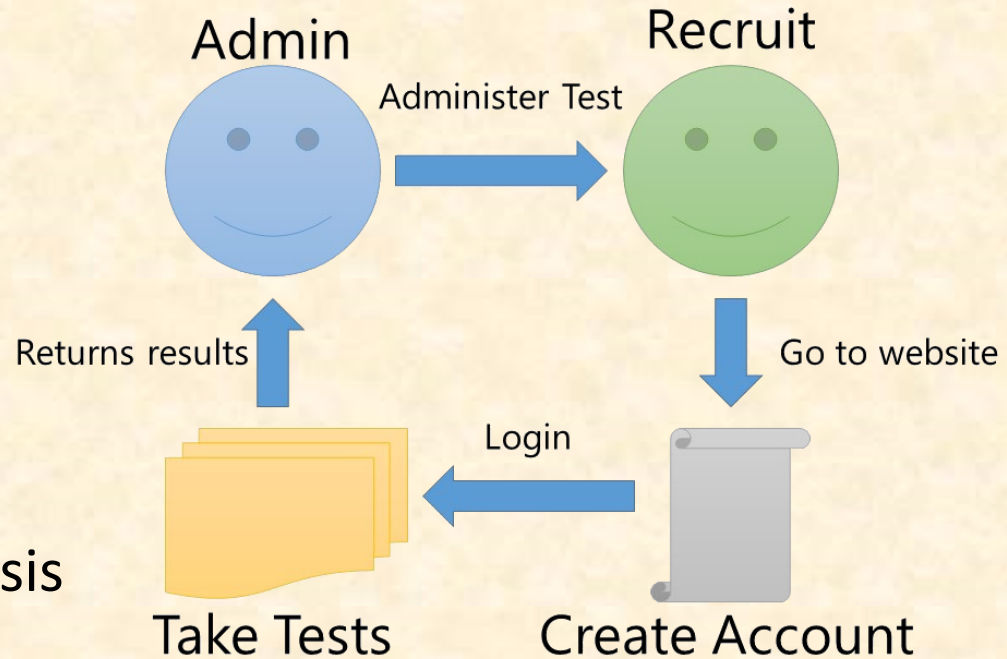 Admin
Recruit
Administer Test
Returns results
Go to website
Login
sis
Take Tests
Create Account